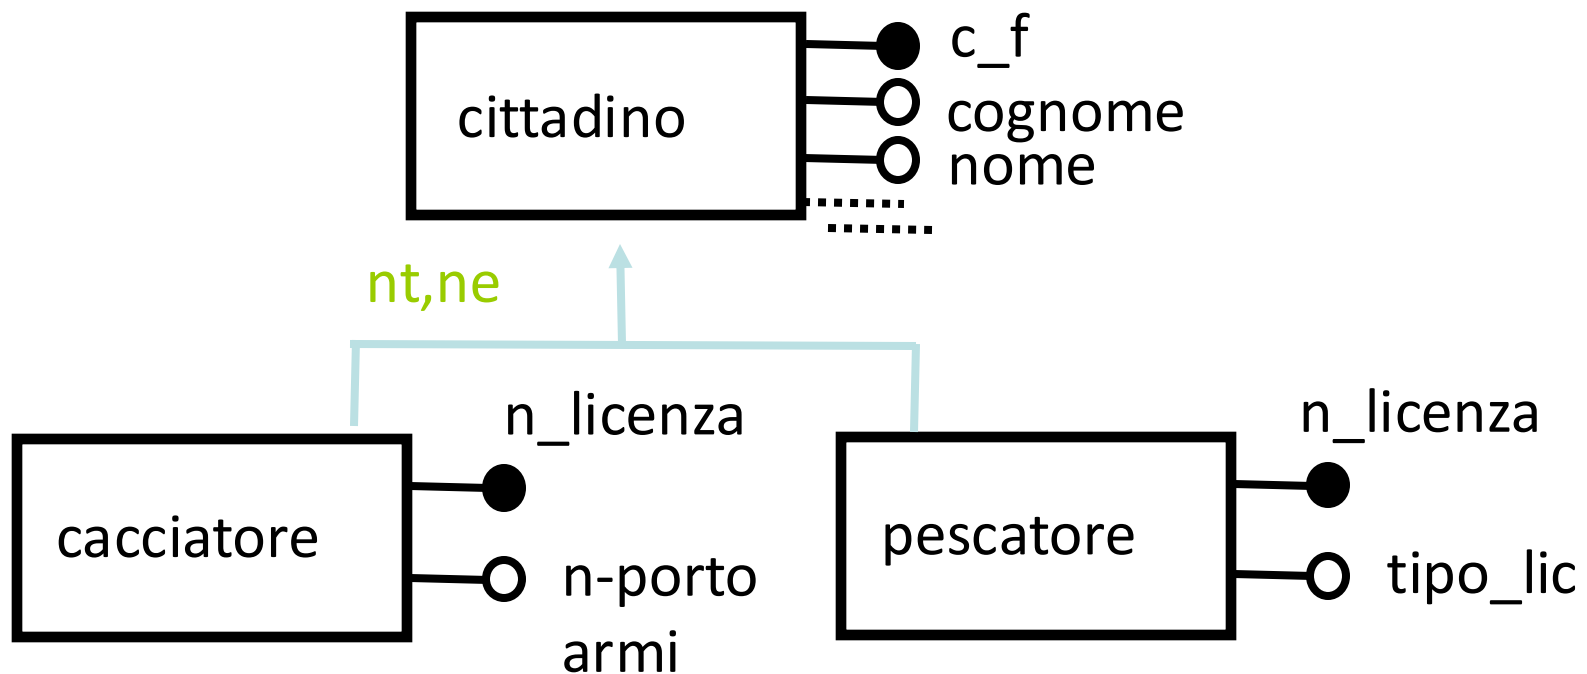 c_f
cittadino
cognome
nome
nt,ne
n_licenza
n_licenza
cacciatore
pescatore
n-porto
armi
tipo_lic